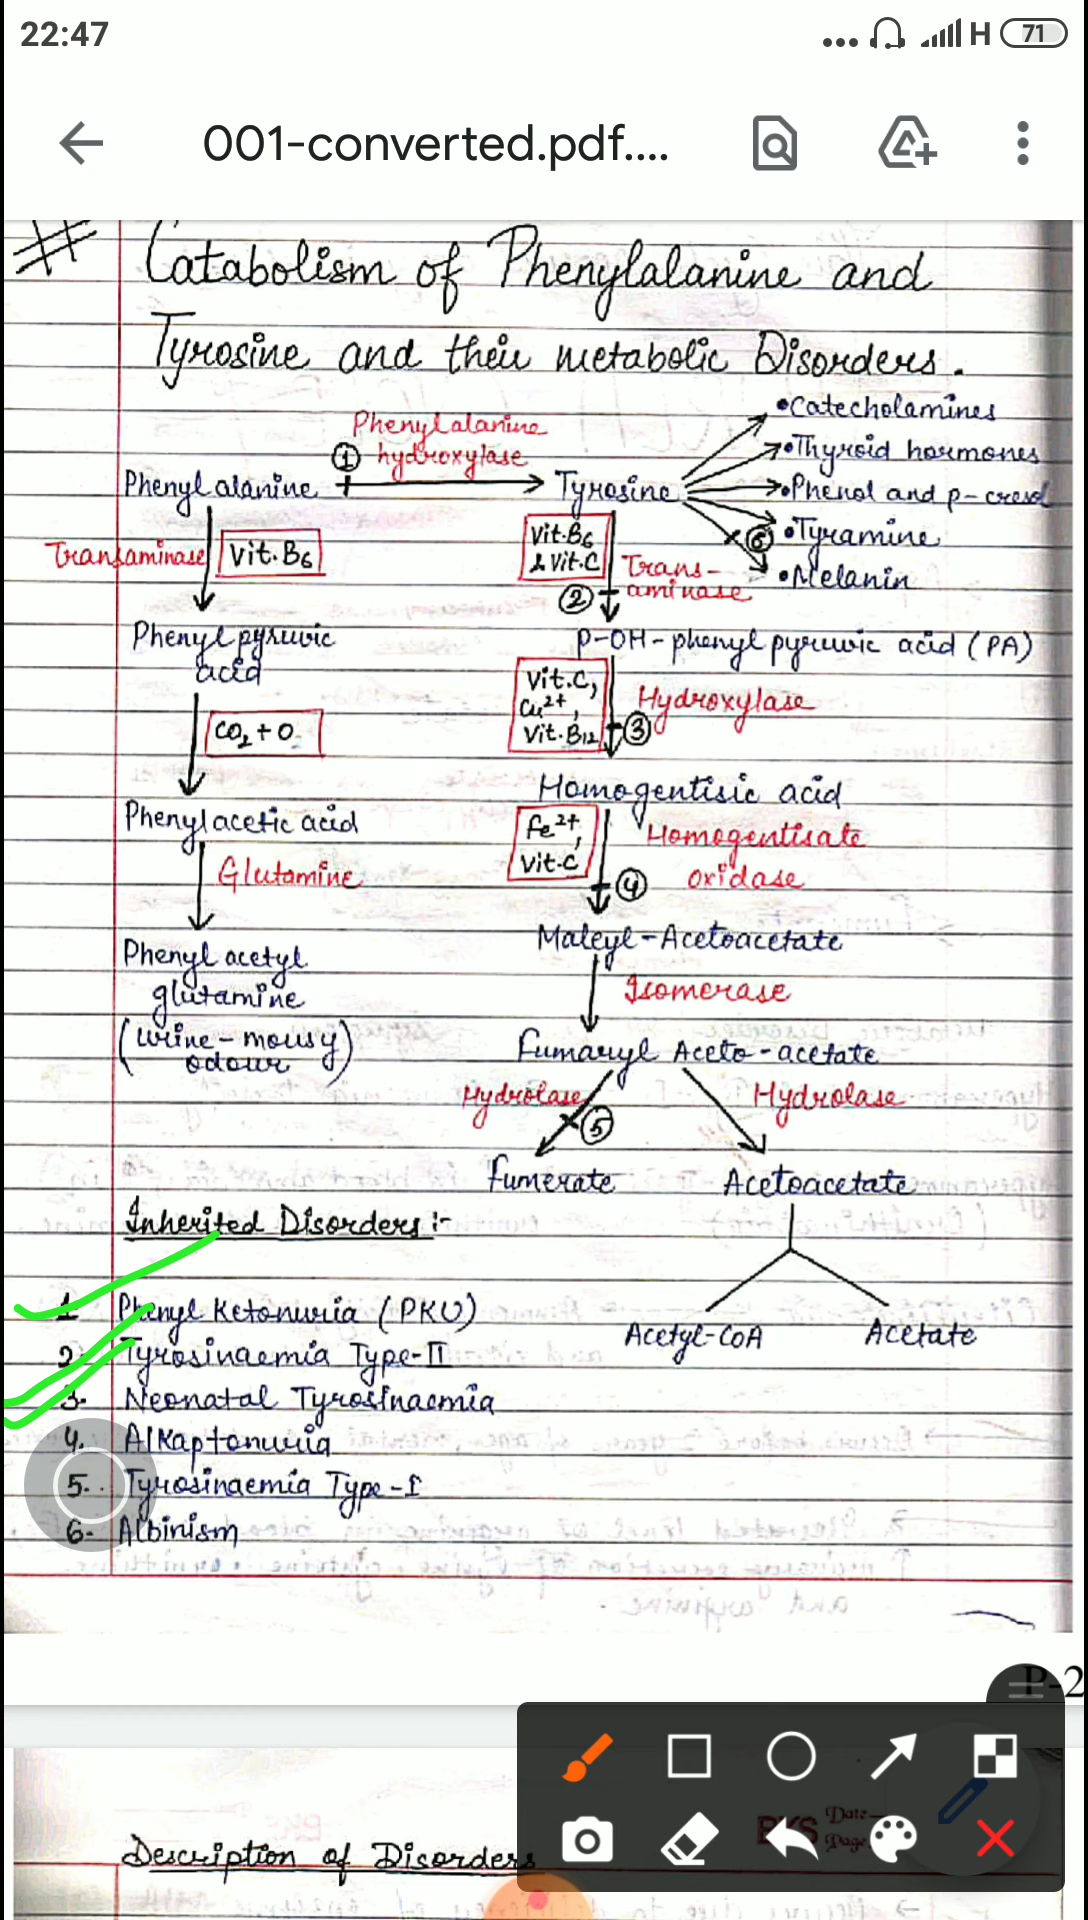 22:47
H 71
001-converted.pdf....
# Catabolism of Phenylalanine and
Tyrosine and their metabolic Disorders.
Phenylalanine
① hydroxylase
Phenylalanine
Tyrosine
•Catecholamines
•Thyroid hormones
•Phenol and p-cresol
⑥ •Tyramine
•Melanin
Transaminase
Vit.B6
Vit.B6
& Vit.C
Trans-
② aminase
Phenyl pyruvic
acid
P-OH-phenyl pyruvic acid (PA)
CO2 + O
Vit.C,
Cu2+,
Vit.B12
Hydroxylase
③
Phenylacetic acid
Homogentisic acid
Fe2+,
Vit.C
Homogentisate
④ oxidase
Glutamine
Maleyl-Acetoacetate
Phenyl acetyl
glutamine
(Urine-mousy
odour)
Isomerase
Fumaryl Aceto-acetate
Hydrolase
⑤
Hydrolase
Fumerate
Acetoacetate
Acetyl-CoA
Acetate
Inherited Disorders:-
1. Phenyl Ketonuria (PKU)
2. Tyrosinaemia Type-II
3. Neonatal Tyrosinaemia
4. Alkaptonuria
5. Tyrosinaemia Type-I
6- Albinism
P-2
Date
Page
Description of Disorders